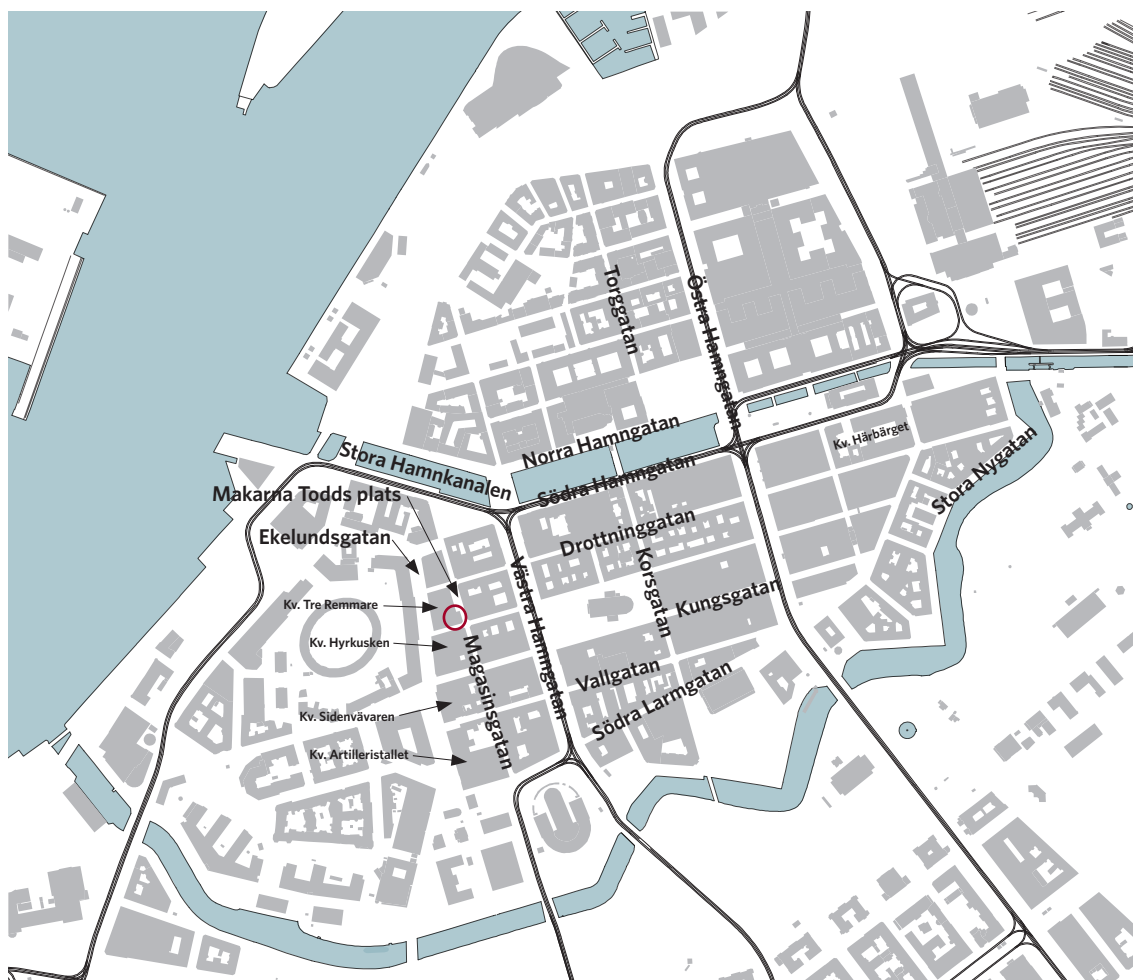 Torggatan
Östra Hamngatan
Norra Hamngatan
Kv. Härbärget
Stora Hamnkanalen
Södra Hamngatan
Stora Nygatan
Makarna Todds plats
Drottninggatan
Ekelundsgatan
Korsgatan
Västra Hamngatan
Kungsgatan
Kv. Tre Remmare
Kv. Hyrkusken
Magasinsgatan
Vallgatan
Södra Larmgatan
Kv. Sidenvävaren
Kv. Artilleristallet